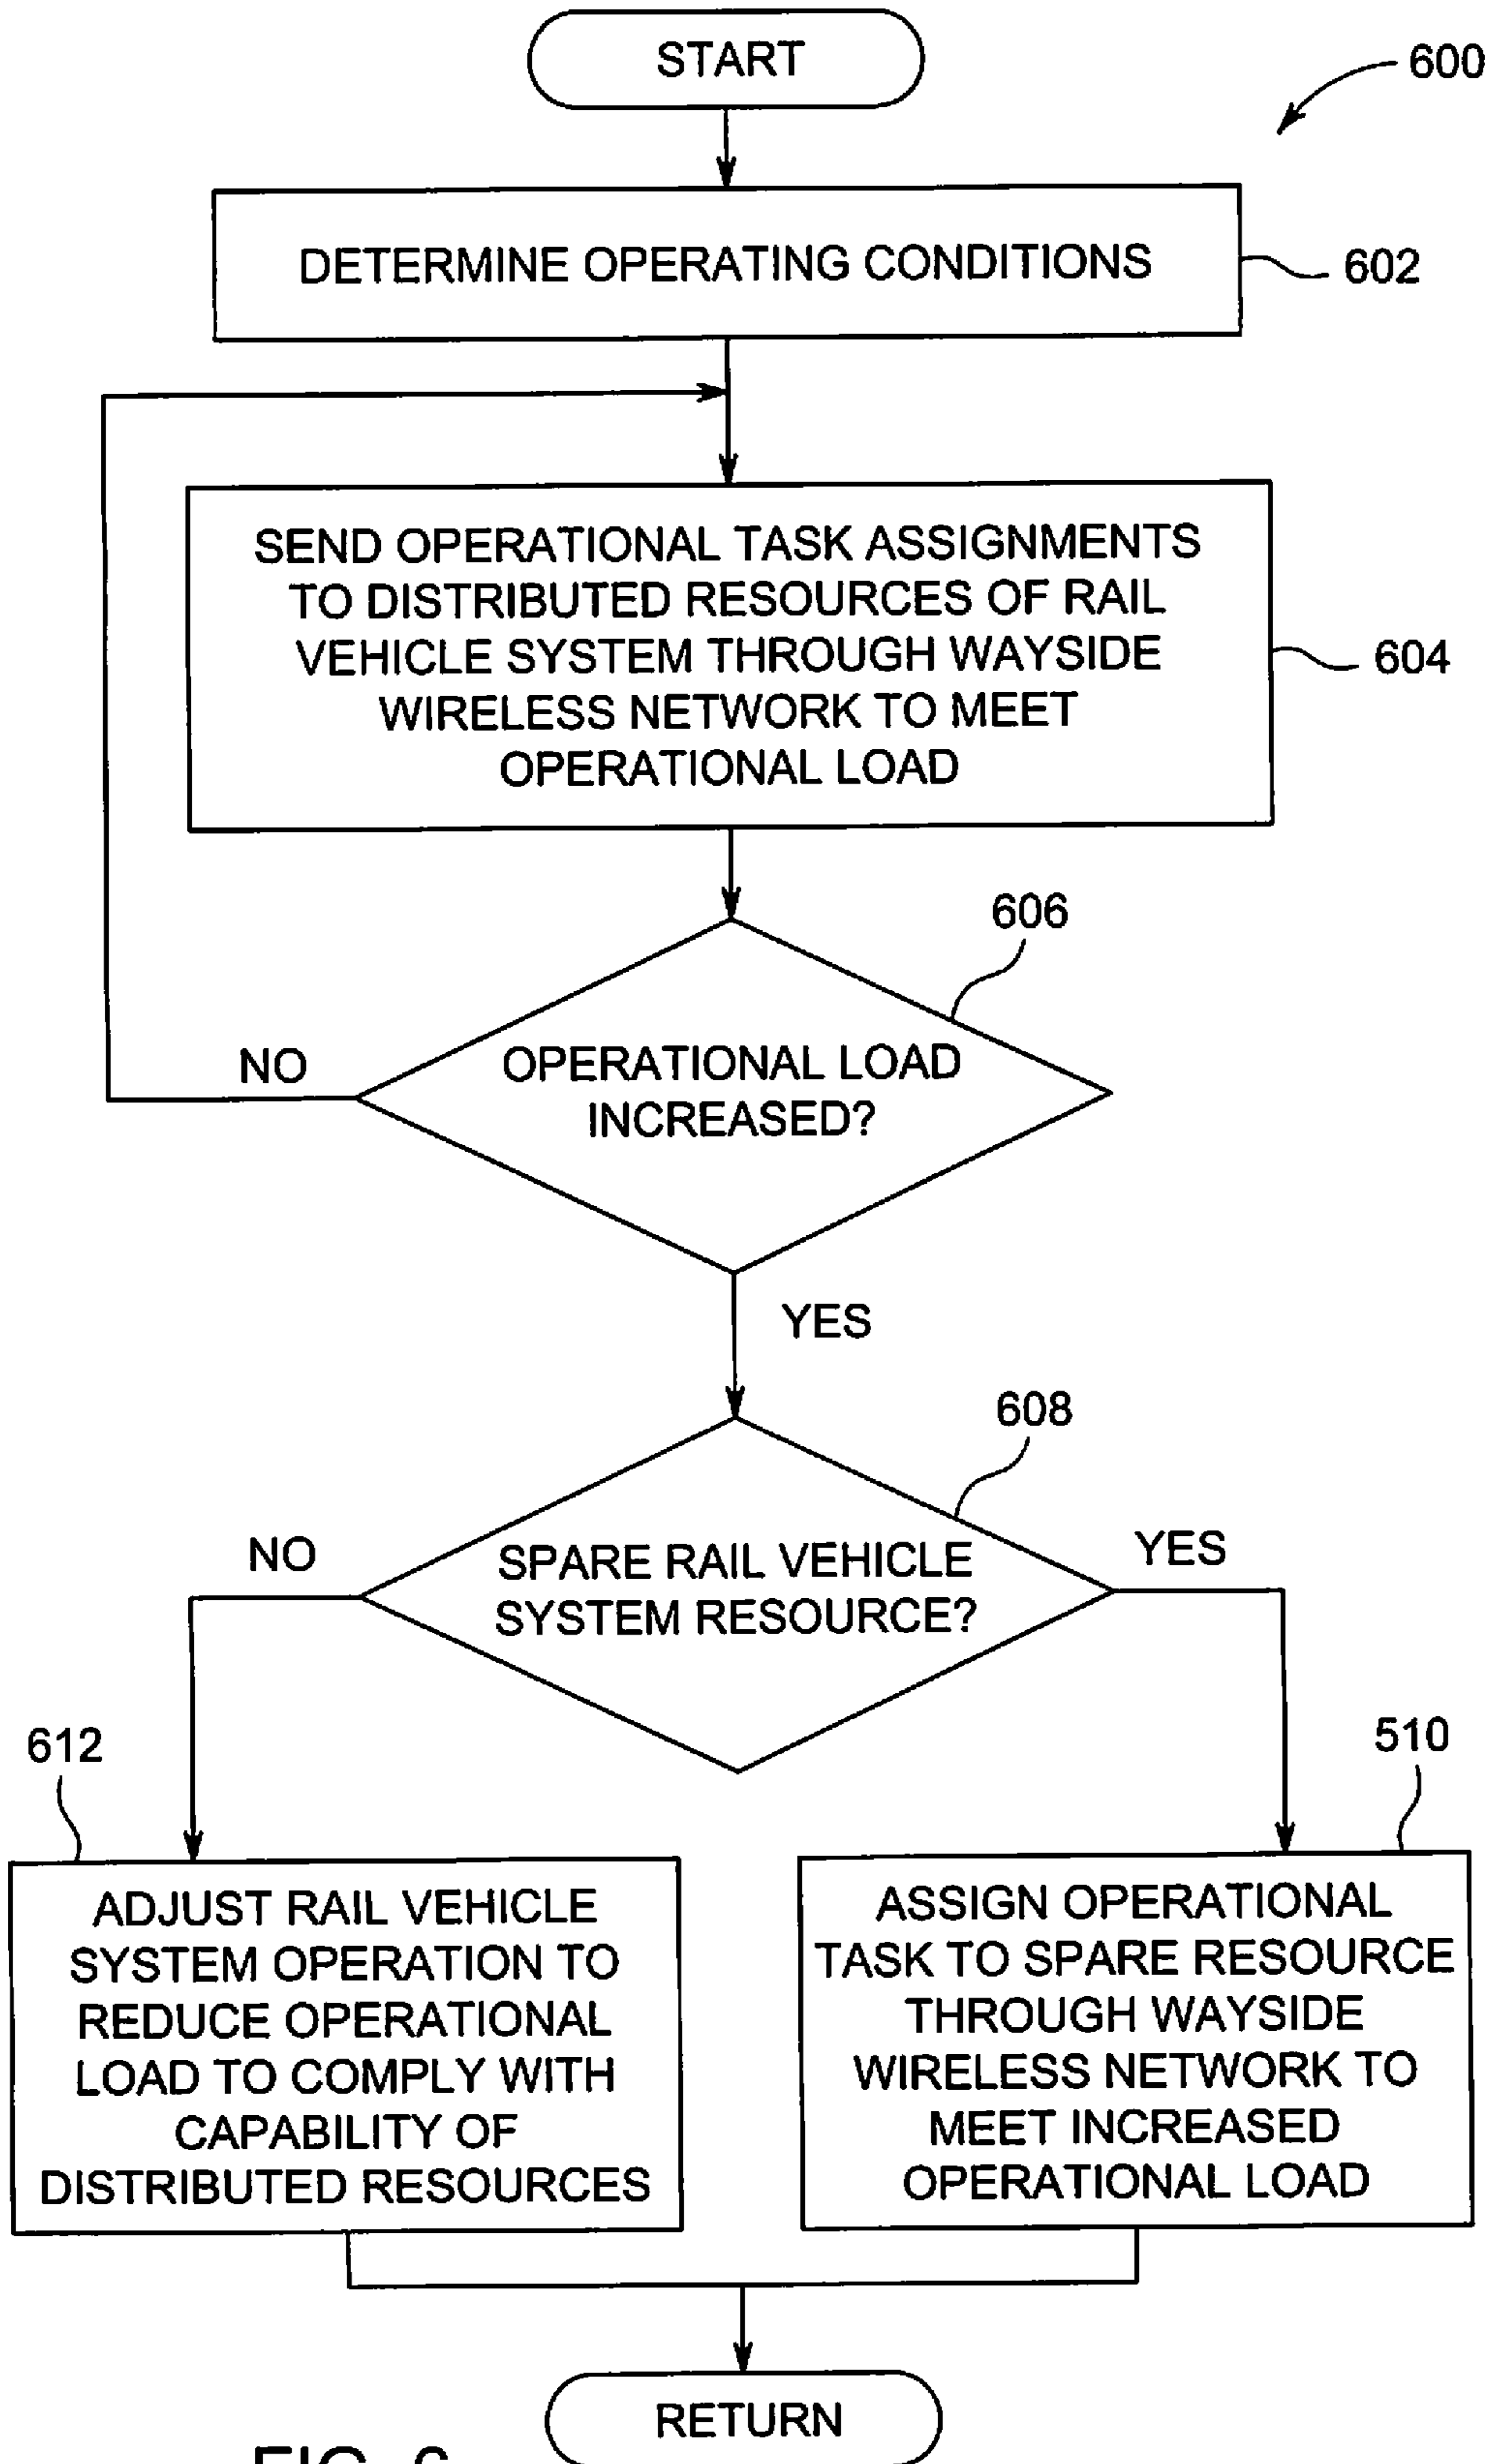 START
600
DETERMINE OPERATING CONDITIONS
602
SEND OPERATIONAL TASK ASSIGNMENTS
TO DISTRIBUTED RESOURCES OF RAIL
VEHICLE SYSTEM THROUGH WAYSIDE
WIRELESS NETWORK TO MEET
OPERATIONAL LOAD
604
606
OPERATIONAL LOAD
INCREASED?
NO
YES
608
SPARE RAIL VEHICLE
SYSTEM RESOURCE?
NO
YES
612
ADJUST RAIL VEHICLE
SYSTEM OPERATION TO
REDUCE OPERATIONAL
LOAD TO COMPLY WITH
CAPABILITY OF
DISTRIBUTED RESOURCES
510
ASSIGN OPERATIONAL
TASK TO SPARE RESOURCE
THROUGH WAYSIDE
WIRELESS NETWORK TO
MEET INCREASED
OPERATIONAL LOAD
RETURN
FIG. 6